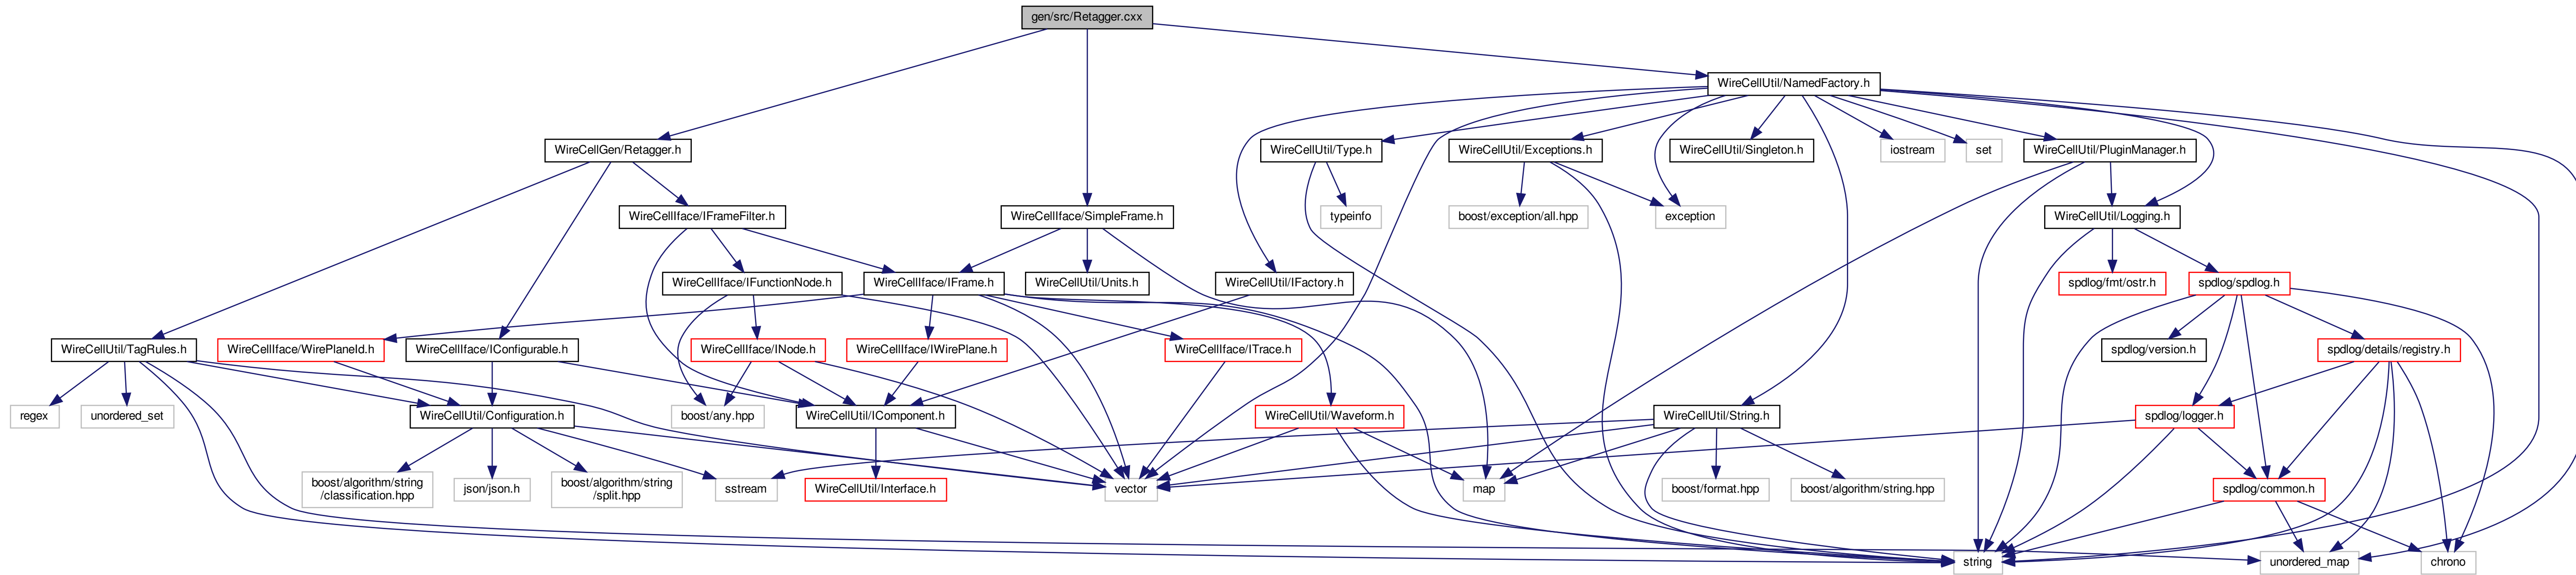 gen/src/Retagger.cxx
WireCellUtil/NamedFactory.h
WireCellGen/Retagger.h
WireCellUtil/Type.h
WireCellUtil/Exceptions.h
WireCellUtil/Singleton.h
iostream
set
WireCellUtil/PluginManager.h
WireCellIface/IFrameFilter.h
WireCellIface/SimpleFrame.h
typeinfo
boost/exception/all.hpp
exception
WireCellUtil/Logging.h
WireCellIface/IFunctionNode.h
WireCellIface/IFrame.h
WireCellUtil/Units.h
WireCellUtil/IFactory.h
spdlog/fmt/ostr.h
spdlog/spdlog.h
WireCellUtil/TagRules.h
WireCellIface/WirePlaneId.h
WireCellIface/IConfigurable.h
WireCellIface/INode.h
WireCellIface/IWirePlane.h
WireCellIface/ITrace.h
spdlog/version.h
spdlog/details/registry.h
regex
unordered_set
WireCellUtil/Configuration.h
boost/any.hpp
WireCellUtil/IComponent.h
WireCellUtil/Waveform.h
WireCellUtil/String.h
spdlog/logger.h
boost/algorithm/string
/classification.hpp
json/json.h
boost/algorithm/string
/split.hpp
sstream
WireCellUtil/Interface.h
vector
map
boost/format.hpp
boost/algorithm/string.hpp
spdlog/common.h
string
unordered_map
chrono